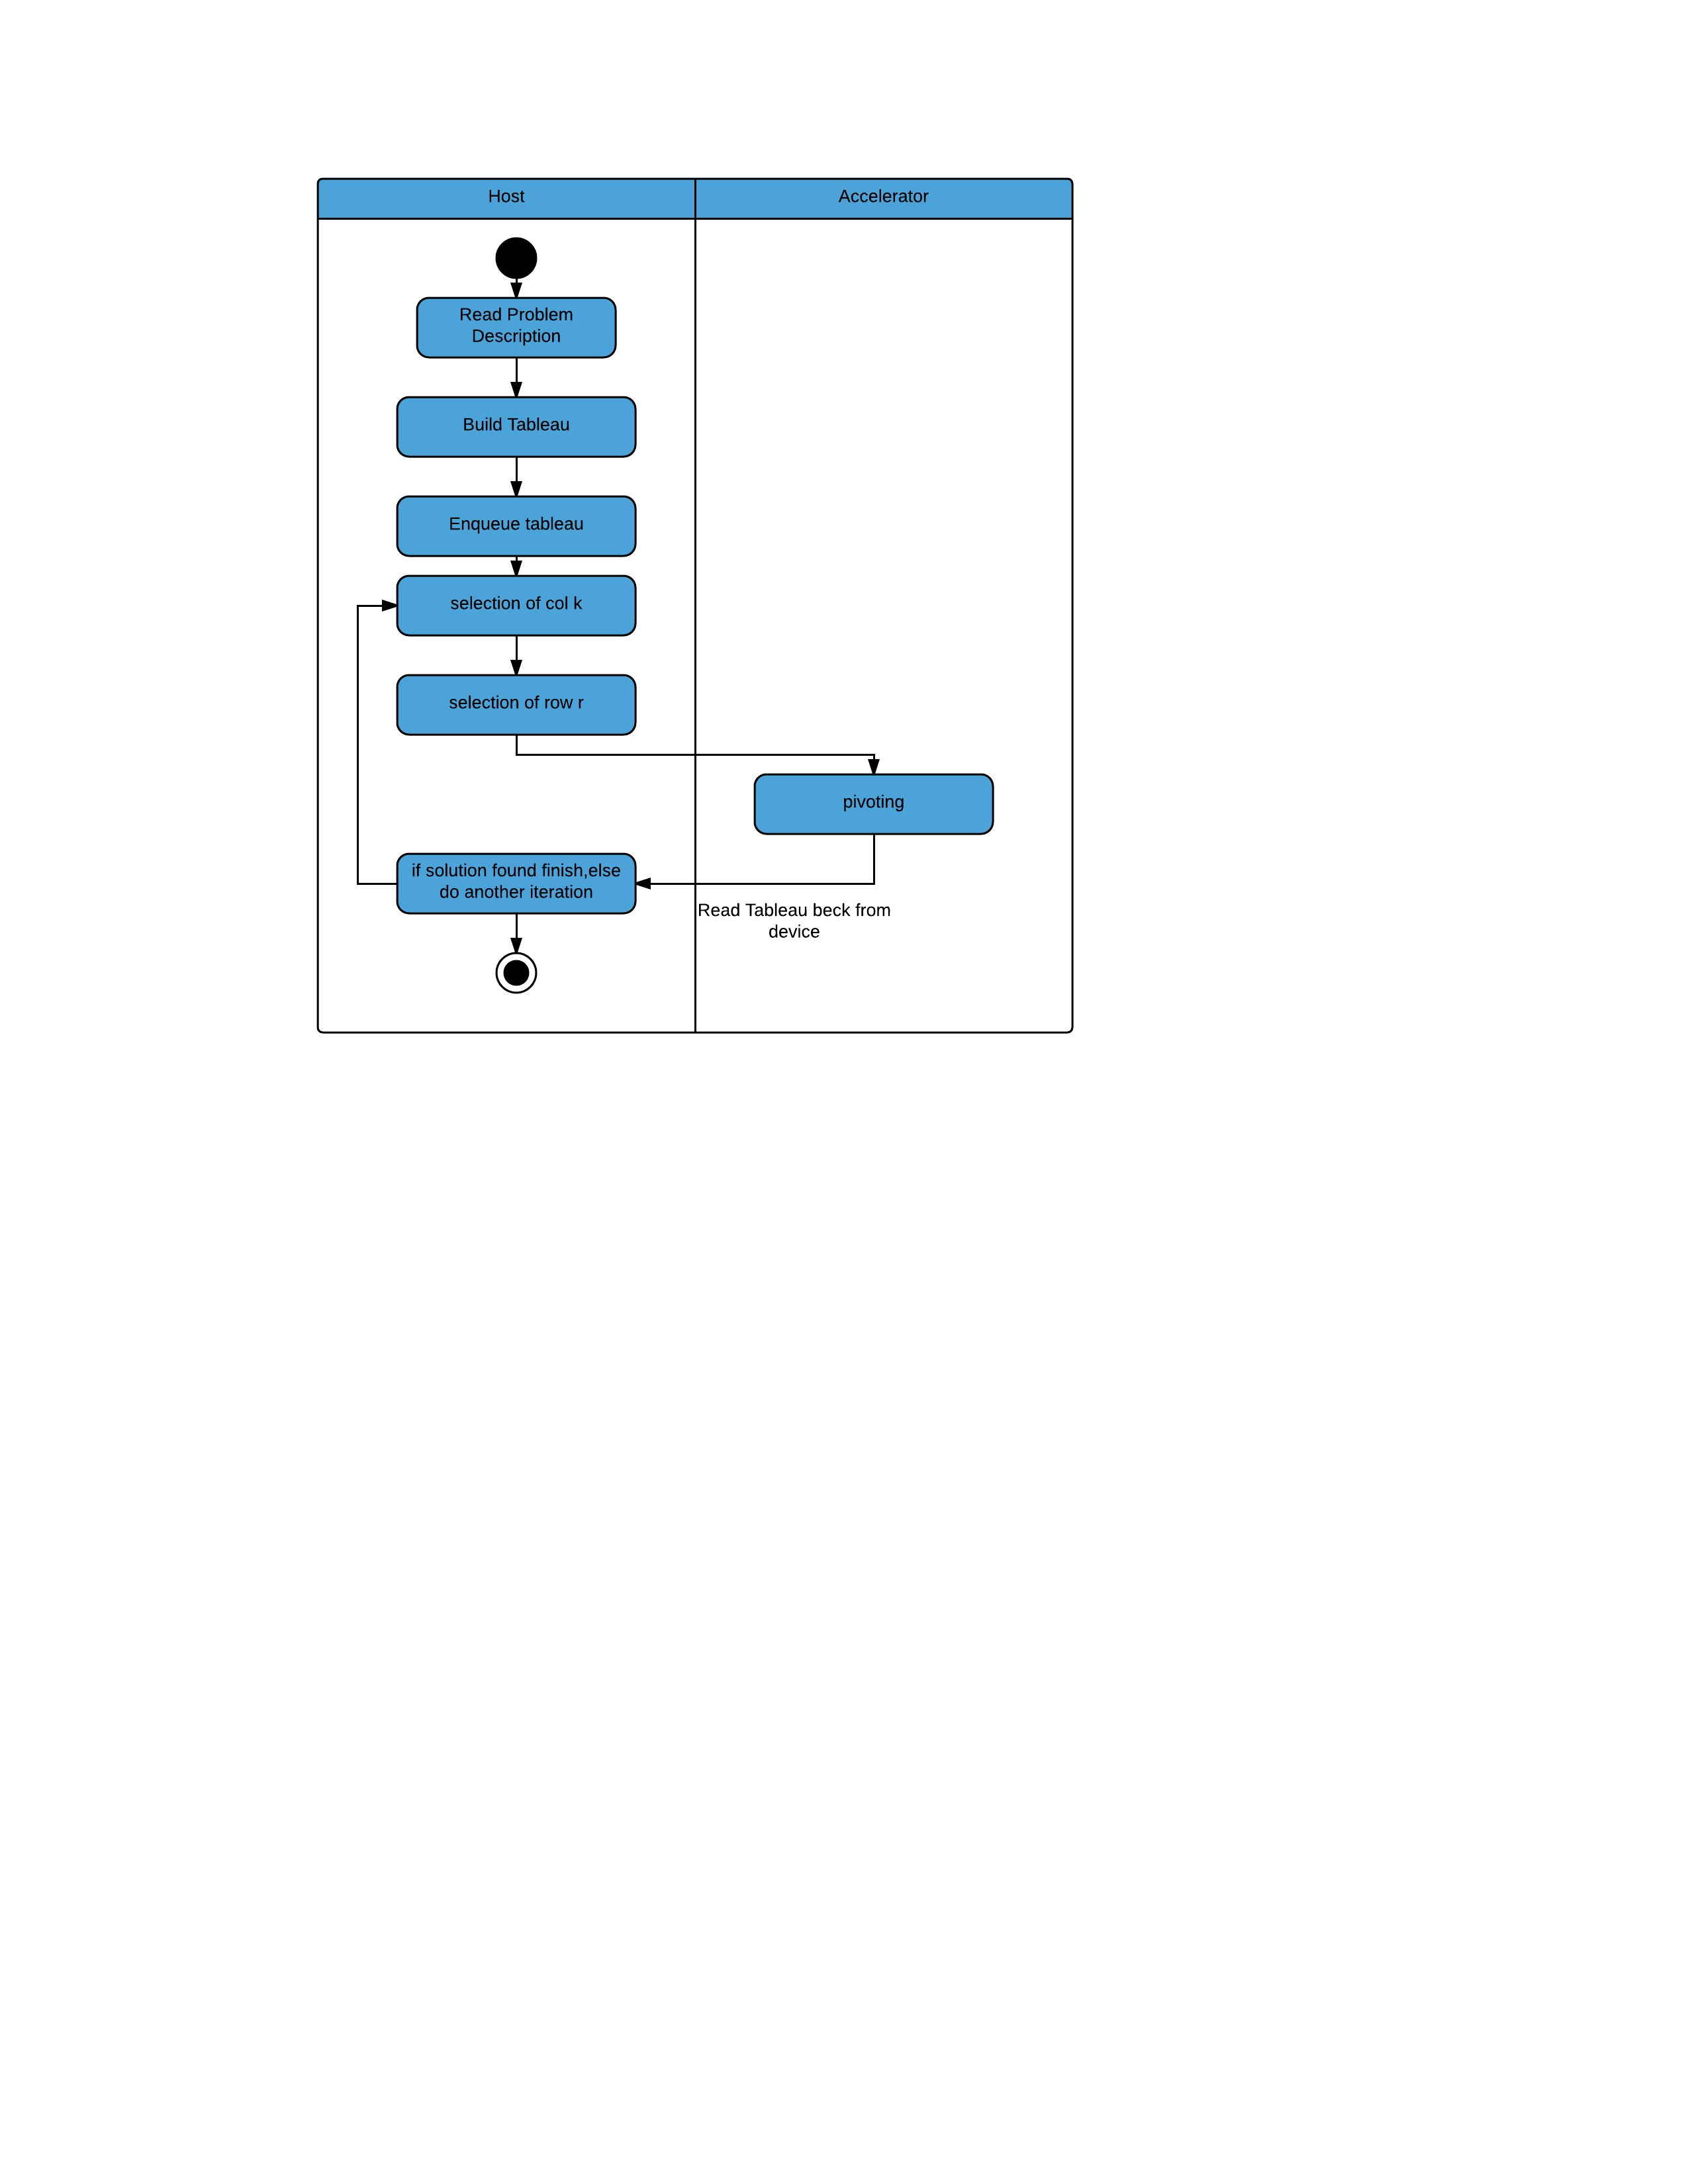 Host
Accelerator
Read Problem
Description
Build Tableau
Enqueue tableau
selection of col k
selection of row r
pivoting
if solution found finish,else
do another iteration
Read Tableau beck from
device